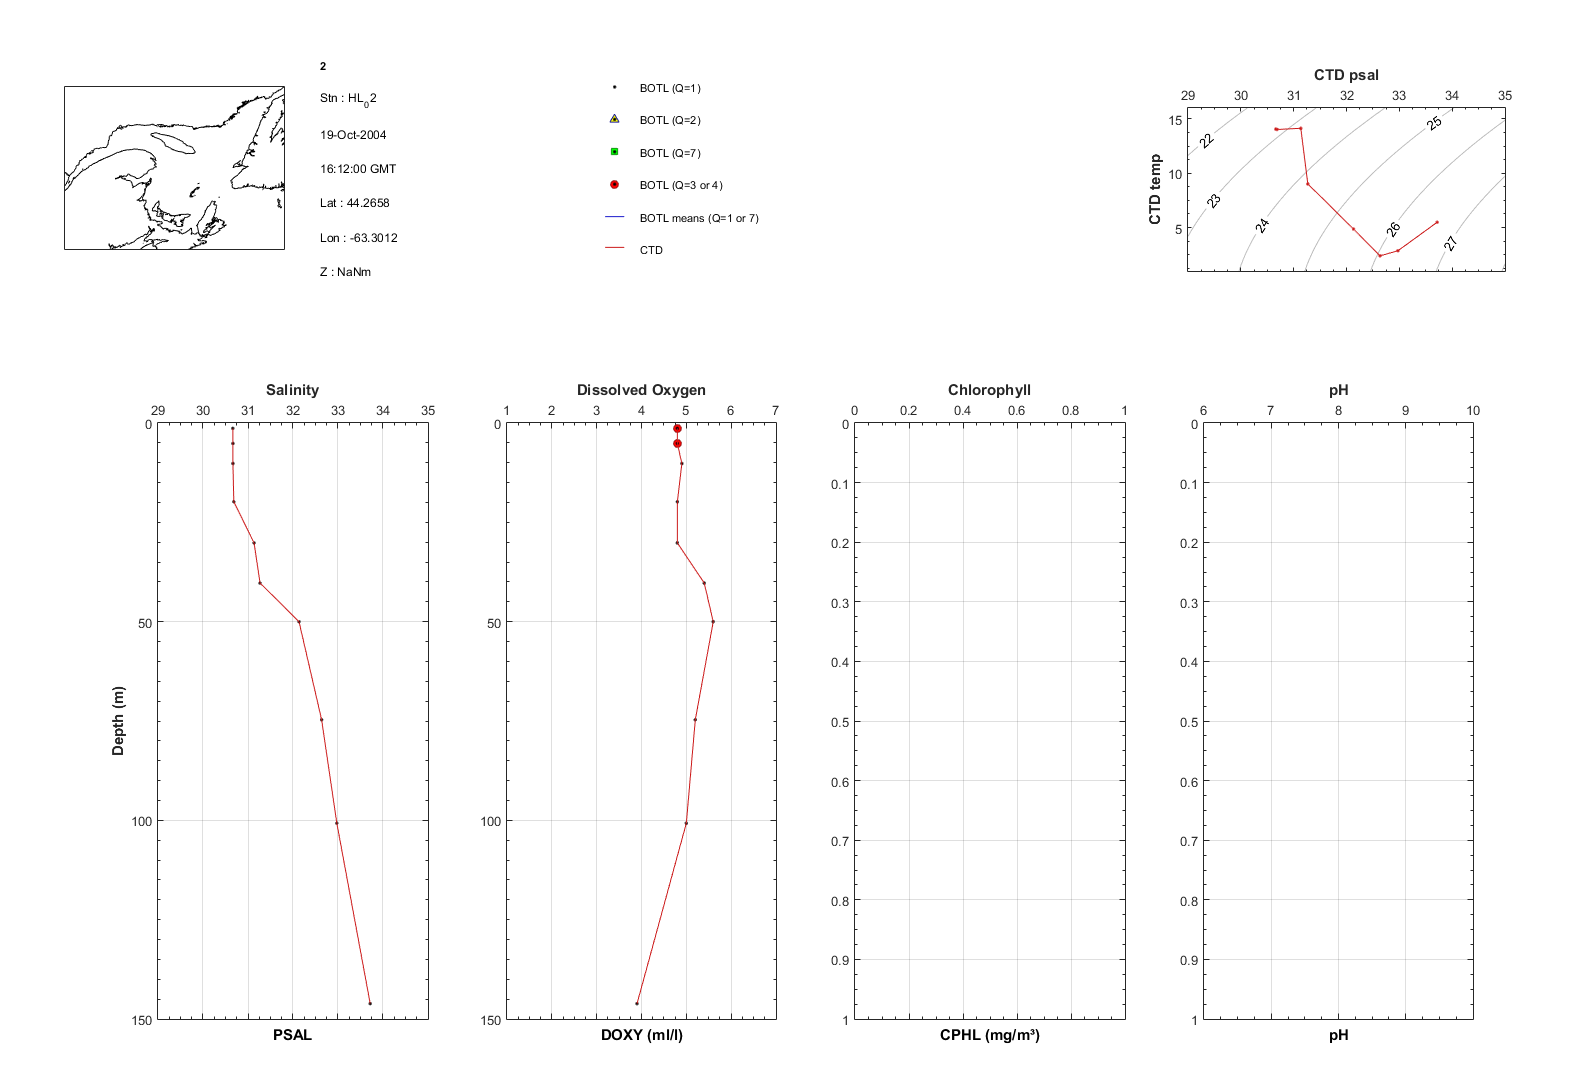 2
Stn : HL₀2
19-Oct-2004
16:12:00 GMT
Lat : 44.2658
Lon : -63.3012
Z : NaNm
BOTL (Q=1)
BOTL (Q=2)
BOTL (Q=7)
BOTL (Q=3 or 4)
BOTL means (Q=1 or 7)
CTD
CTD psal
29 30 31 32 33 34 35
15
10
5
CTD temp
22
23
24
25
26
27
Salinity
29 30 31 32 33 34 35
0
50
100
150
Depth (m)
PSAL
Dissolved Oxygen
1 2 3 4 5 6 7
0
50
100
150
DOXY (ml/l)
Chlorophyll
0 0.2 0.4 0.6 0.8 1
0
0.1
0.2
0.3
0.4
0.5
0.6
0.7
0.8
0.9
1
CPHL (mg/m³)
pH
6 7 8 9 10
0
0.1
0.2
0.3
0.4
0.5
0.6
0.7
0.8
0.9
1
pH